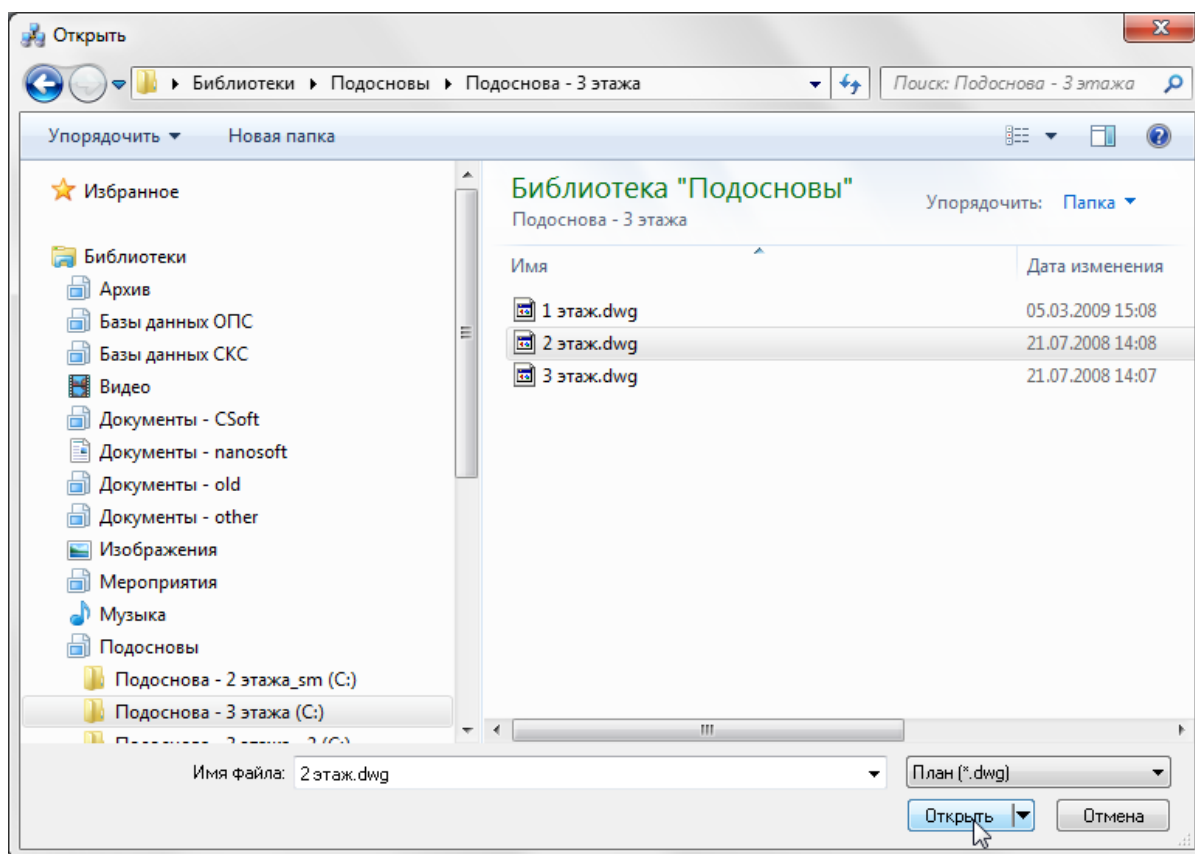 Открыть
Библиотеки ▸ Подосновы ▸ Подоснова - 3 этажа
Поиск: Подоснова - 3 этажа
Упорядочить Новая папка
Избранное
Библиотеки
Архив
Базы данных ОПС
Базы данных СКС
Видео
Документы - CSoft
Документы - nanosoft
Документы - old
Документы - other
Изображения
Мероприятия
Музыка
Подосновы
Подоснова - 2 этажа_sm (C:)
Подоснова - 3 этажа (C:)
Библиотека "Подосновы"
Подоснова - 3 этажа
Упорядочить: Папка
Имя Дата изменения
1 этаж.dwg 05.03.2009 15:08
2 этаж.dwg 21.07.2008 14:08
3 этаж.dwg 21.07.2008 14:07
Имя файла: 2 этаж.dwg
План (*.dwg)
Открыть Отмена